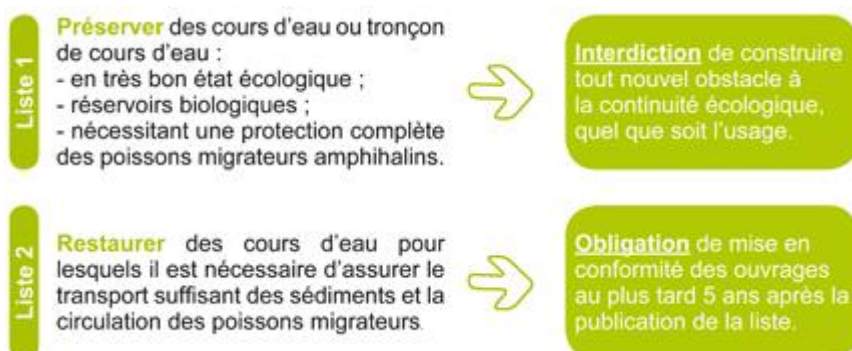 Liste 1
Préserver des cours d'eau ou tronçon
de cours d'eau :
- en très bon état écologique ;
- réservoirs biologiques ;
- nécessitant une protection complète
des poissons migrateurs amphihalins.
Interdiction de construire
tout nouvel obstacle à
la continuité écologique,
quel que soit l'usage.
Liste 2
Restaurer des cours d'eau pour
lesquels il est nécessaire d'assurer le
transport suffisant des sédiments et la
circulation des poissons migrateurs.
Obligation de mise en
conformité des ouvrages
au plus tard 5 ans après la
publication de la liste.